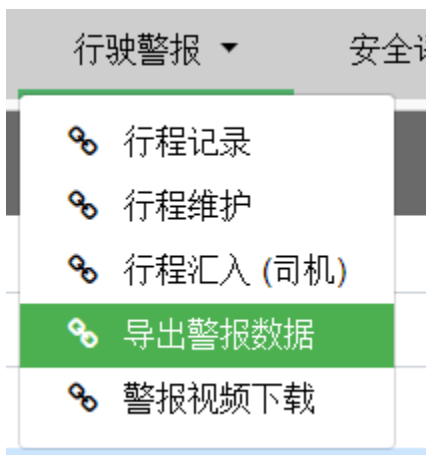 行驶警报 安全
行程记录
行程维护
行程汇入 (司机)
导出警报数据
警报视频下载